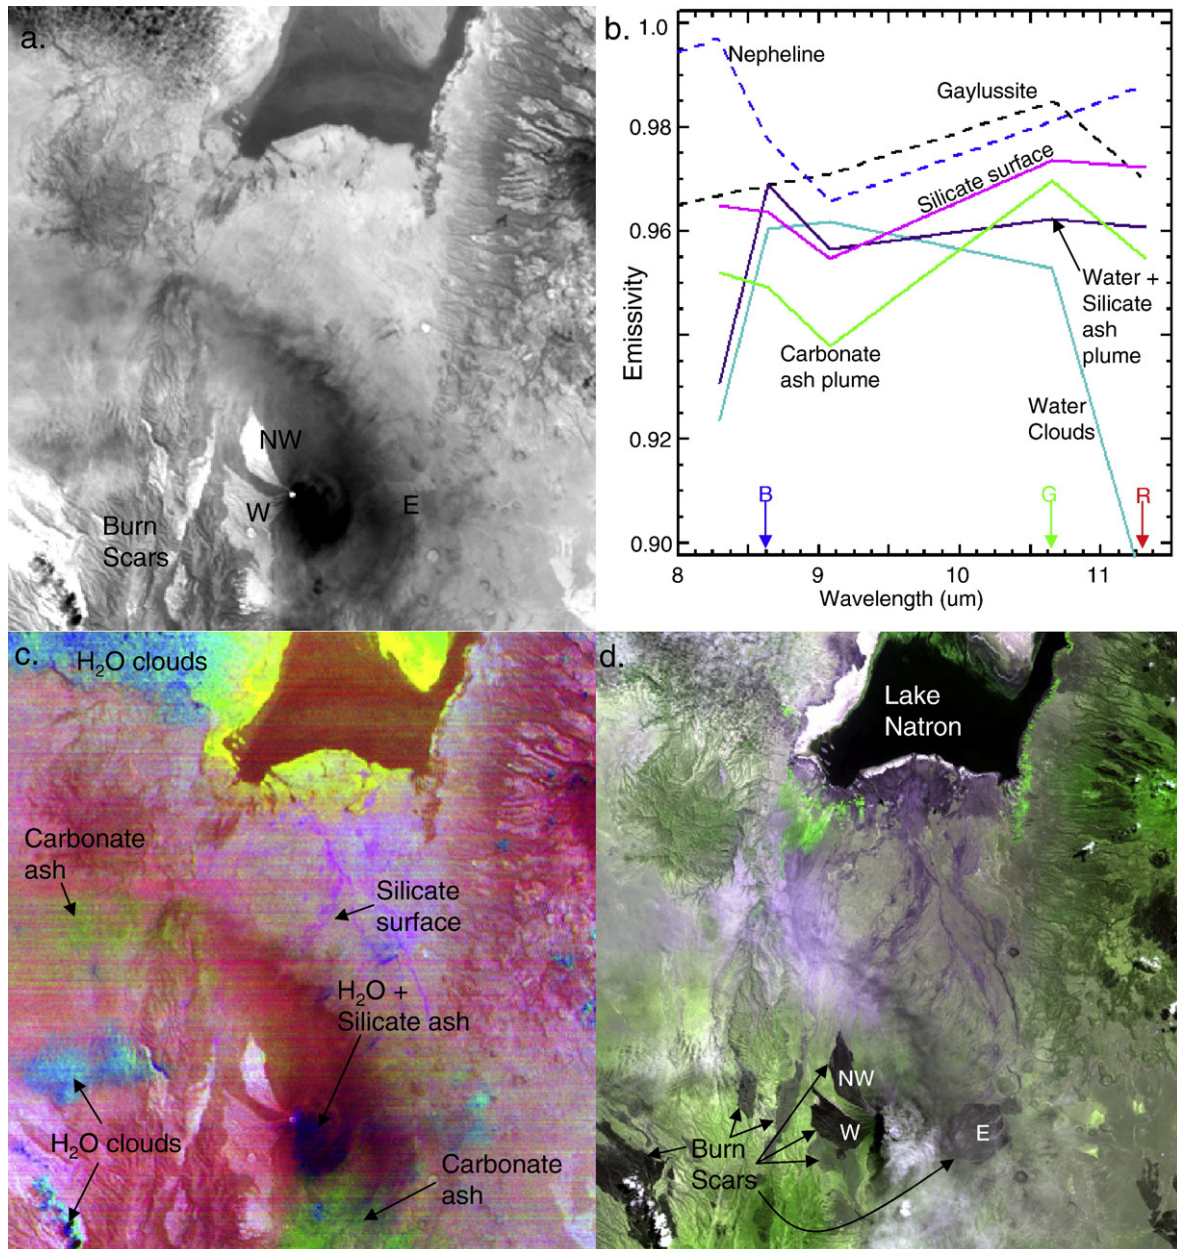 a.
NW
W
E
Burn
Scars
b.
1.0
0.98
0.96
0.94
0.92
0.90
Emissivity
Nepheline
Gaylussite
Silicate surface
Water +
Silicate
ash
plume
Carbonate
ash plume
Water
Clouds
B
G
R
8
9
10
11
Wavelength (um)
c.
H₂O clouds
Carbonate
ash
Silicate
surface
H₂O +
Silicate ash
H₂O clouds
Carbonate
ash
d.
Lake
Natron
NW
W
E
Burn
Scars